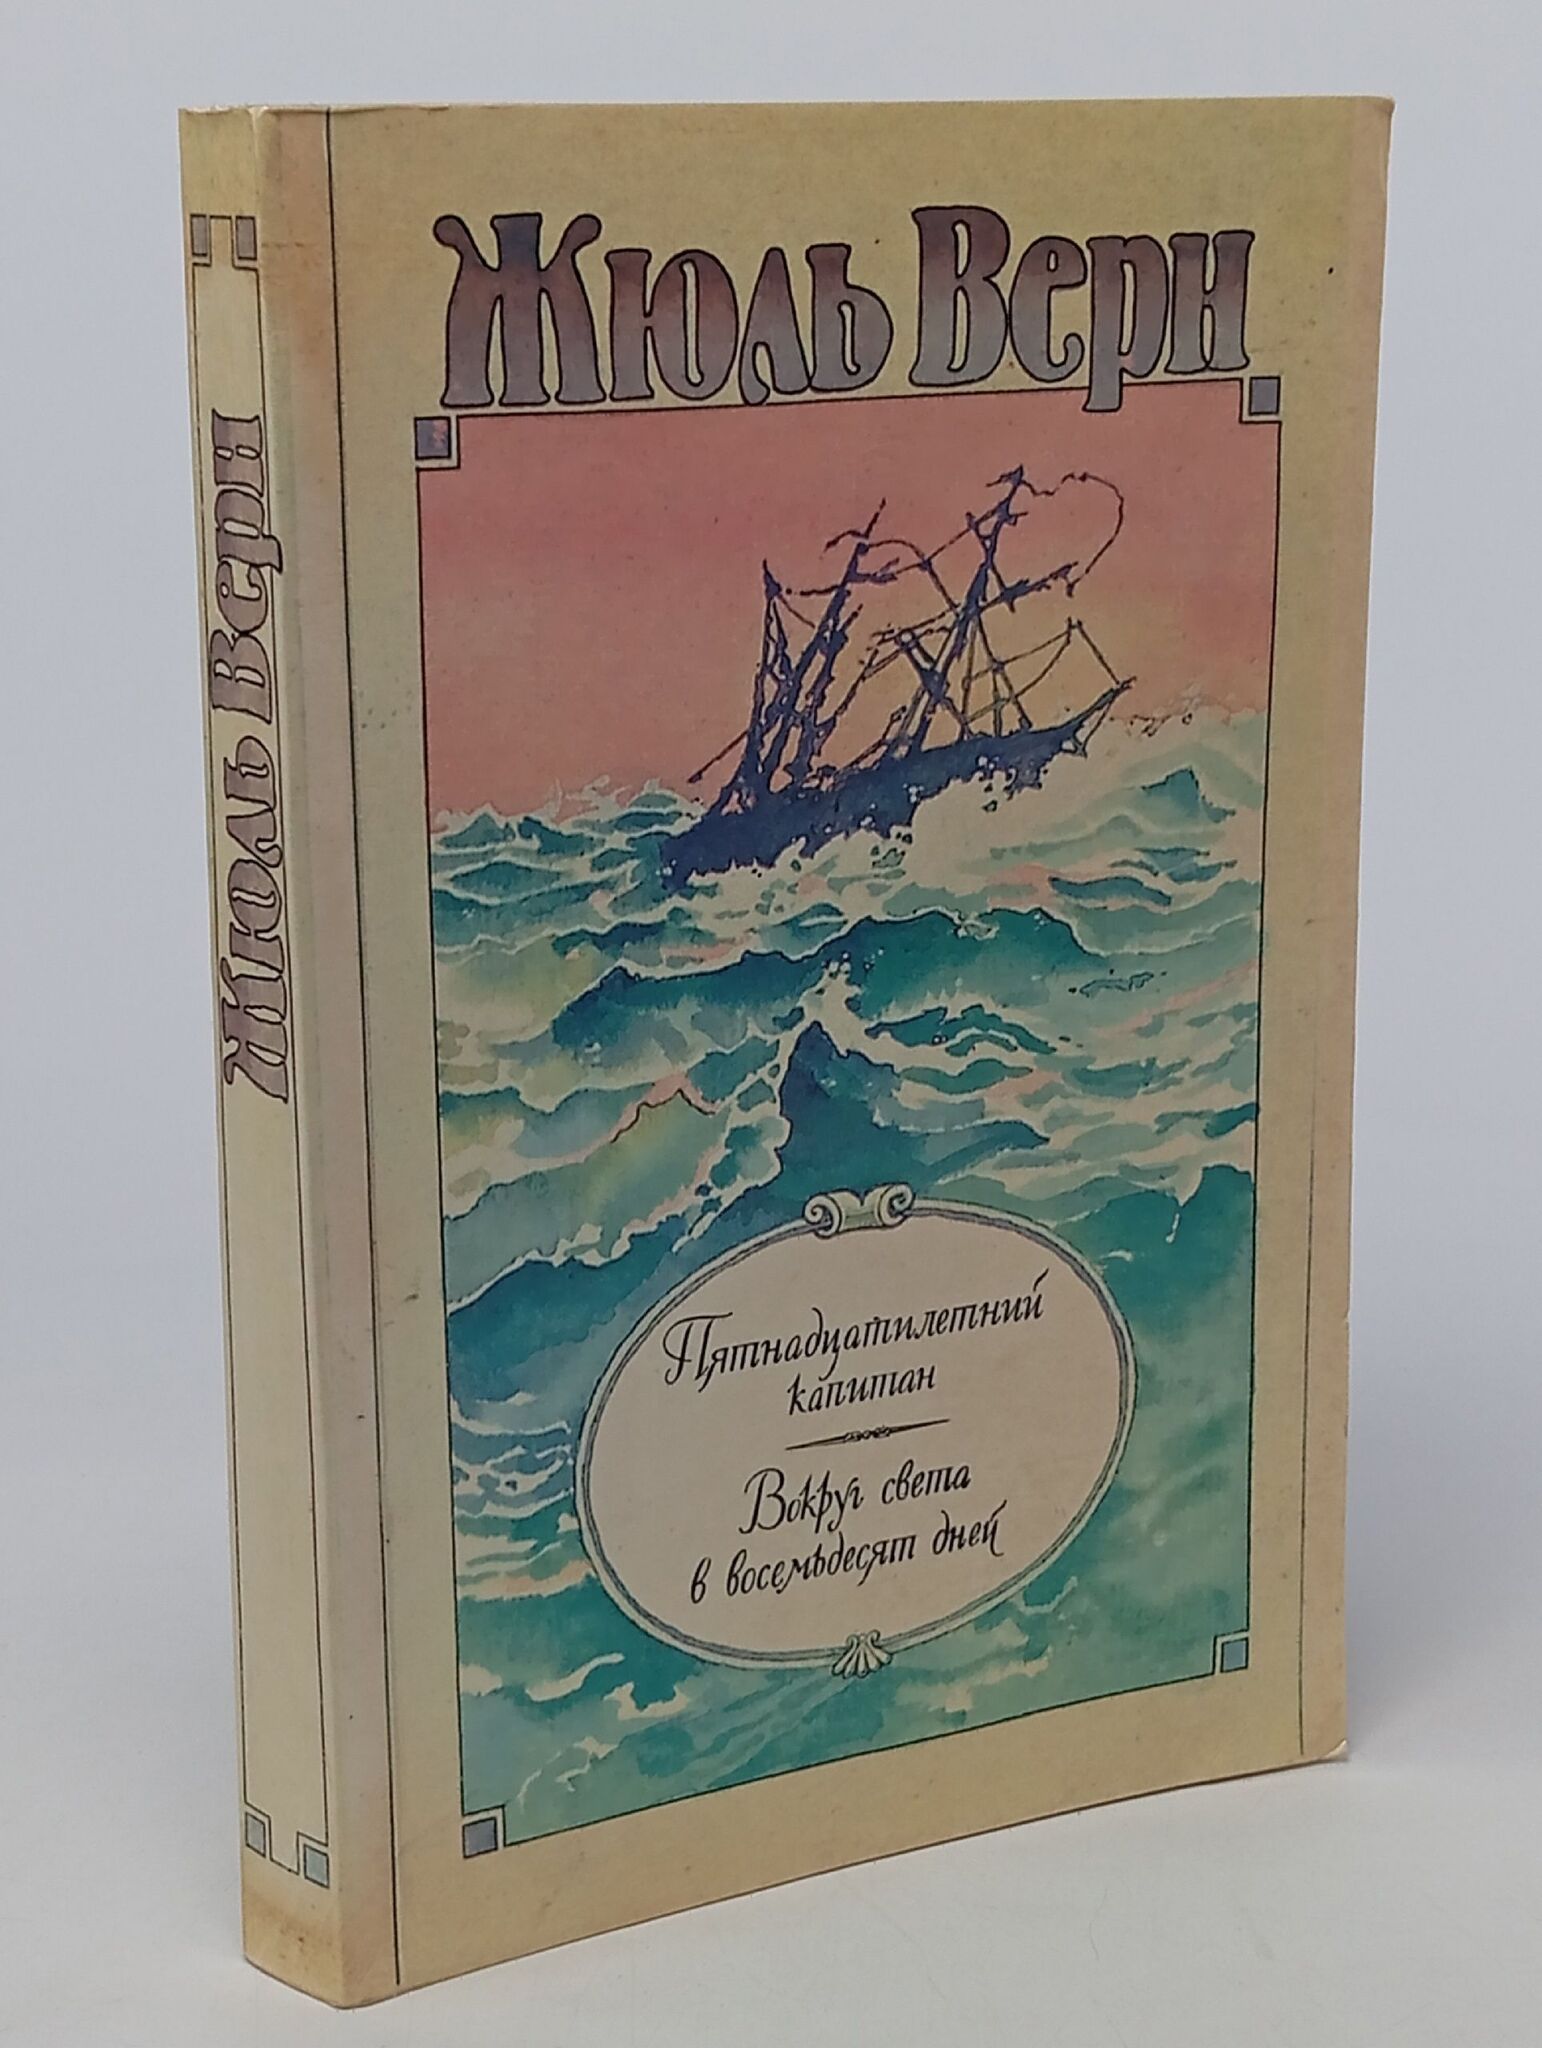 Жюль Верн
Жюль Верн
Пятнадцатилетний
капитан
Вокруг света
в восемьдесят дней